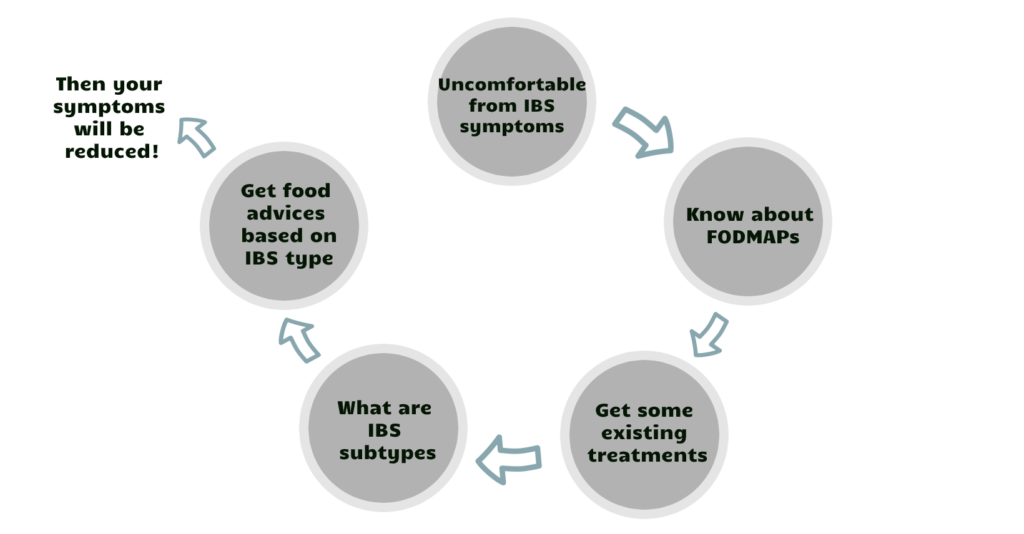 Uncomfortable
from IBS
symptoms
Know about
FODMAPs
Get some
existing
treatments
What are
IBS
subtypes
Get food
advices
based on
IBS type
Then your
symptoms
will be
reduced!